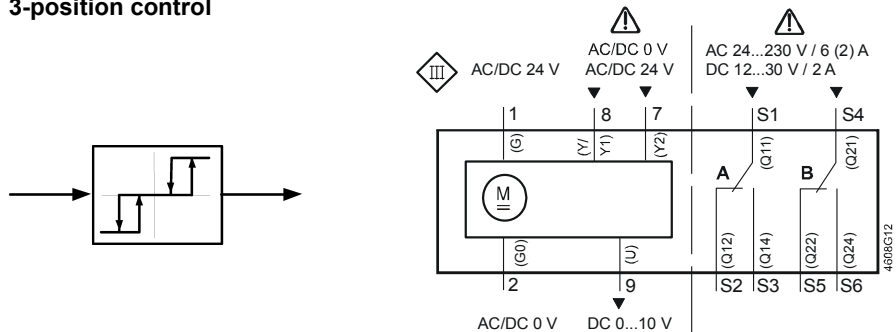 3-position control
AC/DC 0 V
AC 24...230 V / 6 (2) A
III
AC/DC 24 V
AC/DC 24 V
DC 12...30 V / 2 A
1
8
7
S1
S4
(G)
(Y/
Y1)
(Y2)
(Q11)
(Q21)
A
B
M
(G0)
(U)
(Q12)
(Q14)
(Q22)
(Q24)
2
9
S2
S3
S5
S6
4608G12
AC/DC 0 V
DC 0...10 V